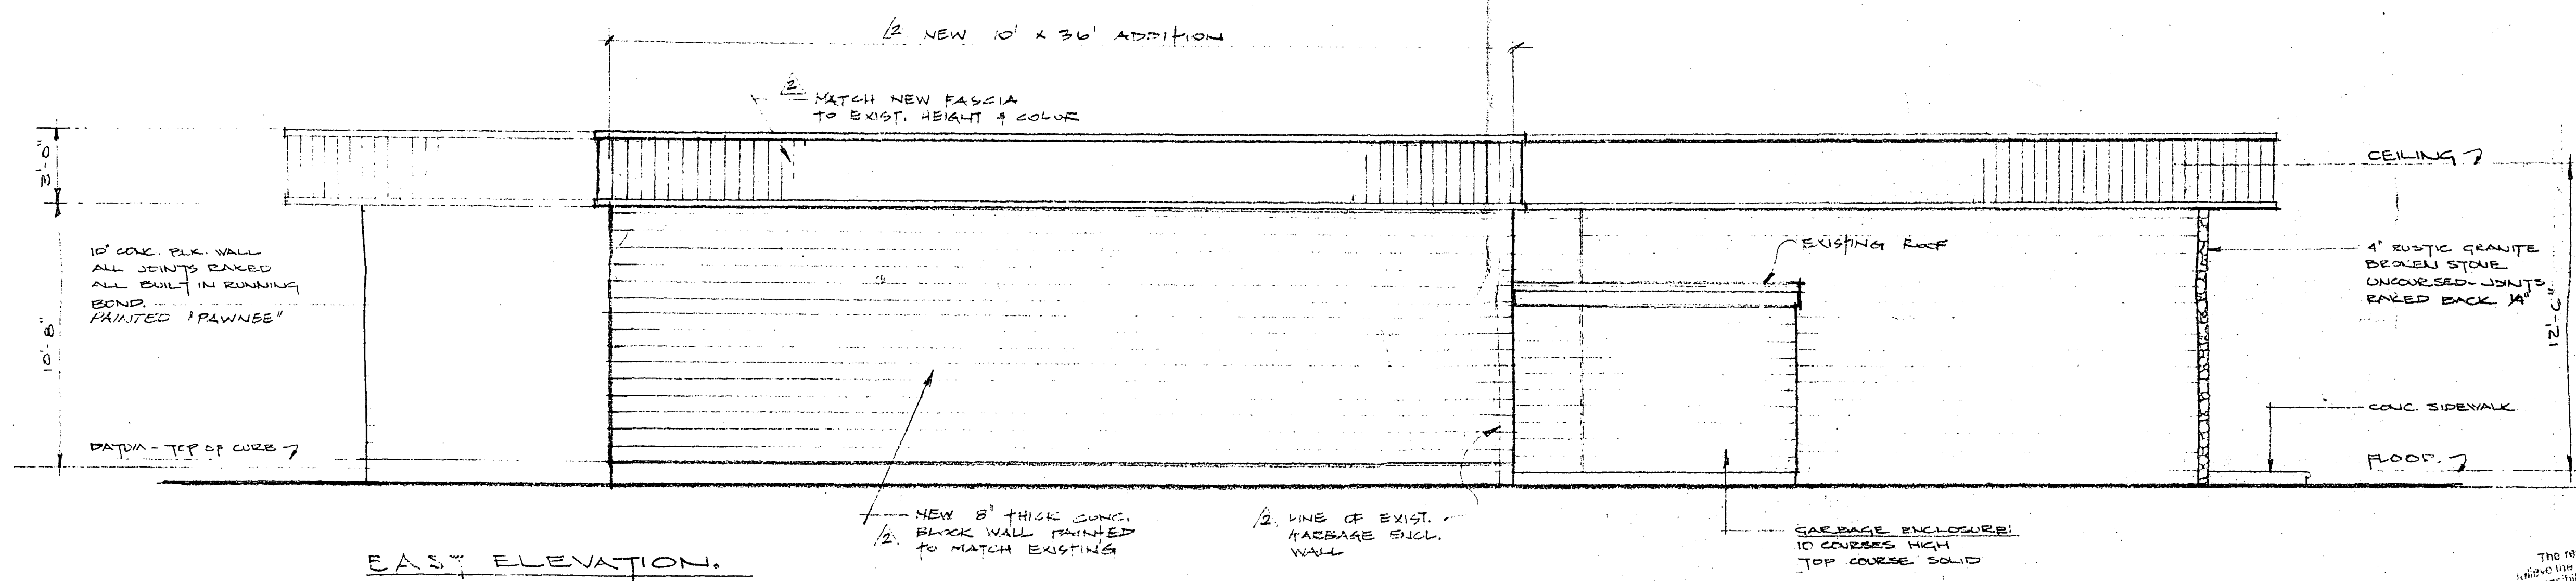 2 NEW 10' x 36' ADDITION
2
MATCH NEW FASCIA
TO EXIST. HEIGHT & COLOR
3'-0"
CEILING
10" CONC. BLK. WALL
ALL JOINTS RAKED
ALL BUILT IN RUNNING
BOND.
PAINTED "PAWNEE"
EXISTING ROOF
4" RUSTIC GRANITE
BROKEN STONE
UNCOURSED-JOINTS
RAKED BACK 1/4"
10'-8"
CONC. SIDEWALK
DATUM - TOP OF CURB
FLOOR.
NEW 8" THICK CONC.
2. BLOCK WALL PAINTED
TO MATCH EXISTING
2. LINE OF EXIST.
GARBAGE ENCL.
WALL
GARBAGE ENCLOSURE:
10 COURSES HIGH
TOP COURSE SOLID
EAST ELEVATION.